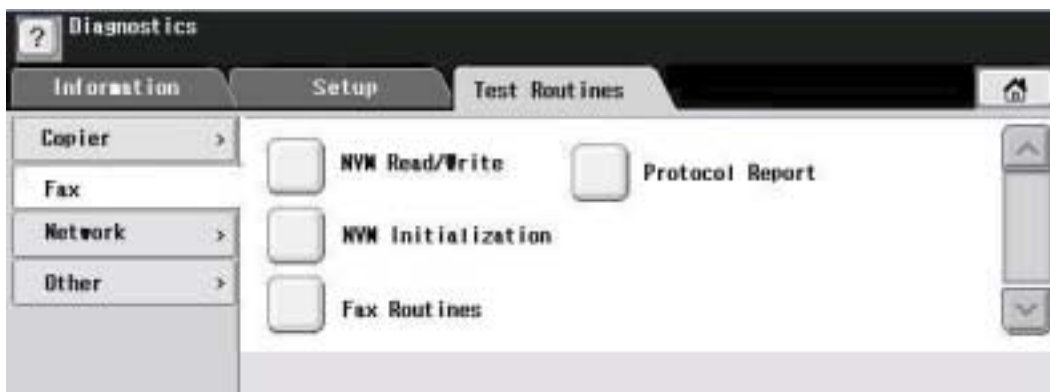 ? Diagnostics
Information Setup Test Routines
Copier >
Fax
Network >
Other >
NVM Read/Write Protocol Report
NVM Initialization
Fax Routines